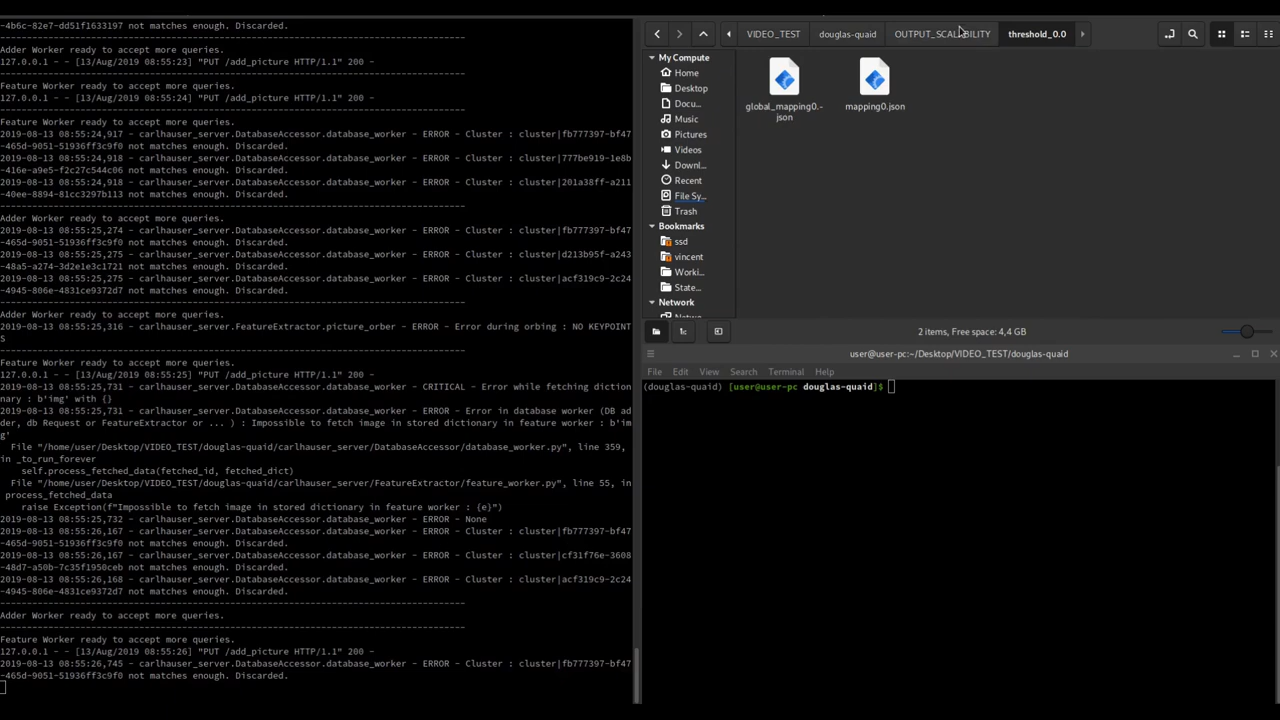 -4b6c-82e7-dd51f1633197 not matches enough. Discarded.
--------------------------------------------------------------------------------
Adder Worker ready to accept more queries.
127.0.0.1 - - [13/Aug/2019 08:55:23] "PUT /add_picture HTTP/1.1" 200 -
--------------------------------------------------------------------------------
Feature Worker ready to accept more queries.
127.0.0.1 - - [13/Aug/2019 08:55:24] "PUT /add_picture HTTP/1.1" 200 -
--------------------------------------------------------------------------------
Feature Worker ready to accept more queries.
2019-08-13 08:55:24,917 - carlhauser_server.DatabaseAccessor.database_worker - ERROR - Cluster : cluster|fb777397-bf47
-465d-9051-51936ff3c9f0 not matches enough. Discarded.
2019-08-13 08:55:24,918 - carlhauser_server.DatabaseAccessor.database_worker - ERROR - Cluster : cluster|777be919-1e8b
-416e-a9e5-f2c27c544c06 not matches enough. Discarded.
2019-08-13 08:55:24,918 - carlhauser_server.DatabaseAccessor.database_worker - ERROR - Cluster : cluster|201a38ff-a211
-40ee-8894-81cc3297b113 not matches enough. Discarded.
--------------------------------------------------------------------------------
Adder Worker ready to accept more queries.
2019-08-13 08:55:25,274 - carlhauser_server.DatabaseAccessor.database_worker - ERROR - Cluster : cluster|fb777397-bf47
-465d-9051-51936ff3c9f0 not matches enough. Discarded.
2019-08-13 08:55:25,275 - carlhauser_server.DatabaseAccessor.database_worker - ERROR - Cluster : cluster|d213b95f-a243
-48a5-a274-3d2e1e3c1721 not matches enough. Discarded.
2019-08-13 08:55:25,275 - carlhauser_server.DatabaseAccessor.database_worker - ERROR - Cluster : cluster|acf319c9-2c24
-4945-806e-4831ce9372d7 not matches enough. Discarded.
--------------------------------------------------------------------------------
Adder Worker ready to accept more queries.
2019-08-13 08:55:25,316 - carlhauser_server.FeatureExtractor.picture_orber - ERROR - Error during orbing : NO KEYPOINT
S
--------------------------------------------------------------------------------
Feature Worker ready to accept more queries.
127.0.0.1 - - [13/Aug/2019 08:55:25] "PUT /add_picture HTTP/1.1" 200 -
2019-08-13 08:55:25,731 - carlhauser_server.DatabaseAccessor.database_worker - CRITICAL - Error while fetching diction
ary : b'img' with {}
2019-08-13 08:55:25,731 - carlhauser_server.DatabaseAccessor.database_worker - ERROR - Error in database worker (DB ad
der, db Request or FeatureExtractor or ... ) : Impossible to fetch image in stored dictionary in feature worker : b'im
g'
File "/home/user/Desktop/VIDEO_TEST/douglas-quaid/carlhauser_server/DatabaseAccessor/database_worker.py", line 359,
in _to_run_forever
self.process_fetched_data(fetched_id, fetched_dict)
File "/home/user/Desktop/VIDEO_TEST/douglas-quaid/carlhauser_server/FeatureExtractor/feature_worker.py", line 55, in
process_fetched_data
raise Exception(f"Impossible to fetch image in stored dictionary in feature worker : {e}")
2019-08-13 08:55:25,732 - carlhauser_server.DatabaseAccessor.database_worker - ERROR - None
2019-08-13 08:55:26,167 - carlhauser_server.DatabaseAccessor.database_worker - ERROR - Cluster : cluster|fb777397-bf47
-465d-9051-51936ff3c9f0 not matches enough. Discarded.
2019-08-13 08:55:26,167 - carlhauser_server.DatabaseAccessor.database_worker - ERROR - Cluster : cluster|cf31f76e-3608
-48d7-a50b-7c35f1950ceb not matches enough. Discarded.
2019-08-13 08:55:26,168 - carlhauser_server.DatabaseAccessor.database_worker - ERROR - Cluster : cluster|acf319c9-2c24
-4945-806e-4831ce9372d7 not matches enough. Discarded.
--------------------------------------------------------------------------------
Adder Worker ready to accept more queries.
--------------------------------------------------------------------------------
Feature Worker ready to accept more queries.
127.0.0.1 - - [13/Aug/2019 08:55:26] "PUT /add_picture HTTP/1.1" 200 -
2019-08-13 08:55:26,745 - carlhauser_server.DatabaseAccessor.database_worker - ERROR - Cluster : cluster|fb777397-bf47
-465d-9051-51936ff3c9f0 not matches enough. Discarded.
VIDEO_TEST douglas-quaid OUTPUT_SCALABILITY threshold_0.0
My Compute
Home
Desktop
Docu...
Music
Pictures
Videos
Downl...
Recent
File Sy...
Trash
Bookmarks
ssd
vincent
Worki...
State...
Network
global_mapping0.-
json
mapping0.json
2 items, Free space: 4,4 GB
user@user-pc:~/Desktop/VIDEO_TEST/douglas-quaid
File Edit View Search Terminal Help
(douglas-quaid) [user@user-pc douglas-quaid]$